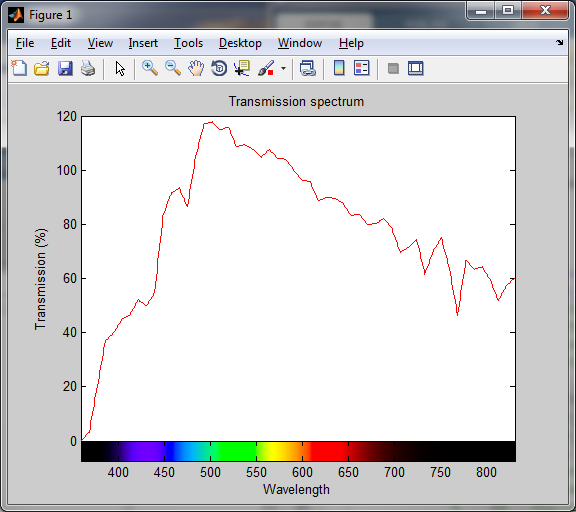 Figure 1
File Edit View Insert Tools Desktop Window Help
Transmission spectrum
120
100
80
60
40
20
0
Transmission (%)
400 450 500 550 600 650 700 750 800
Wavelength